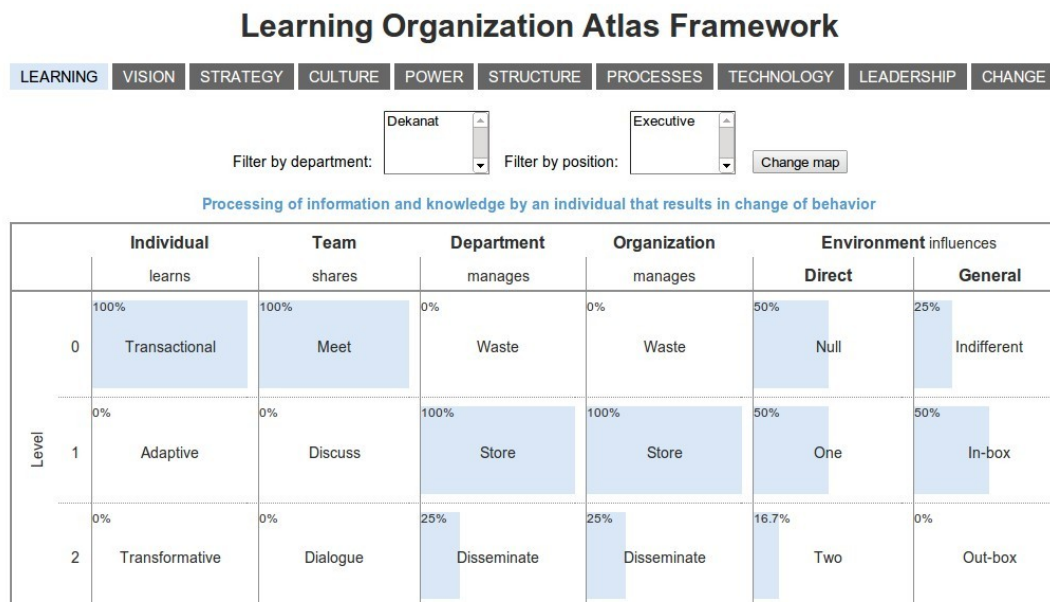 Learning Organization Atlas Framework
LEARNING VISION STRATEGY CULTURE POWER STRUCTURE PROCESSES TECHNOLOGY LEADERSHIP CHANGE
Filter by department: Dekanat Filter by position: Executive Change map
Processing of information and knowledge by an individual that results in change of behavior
Individual Team Department Organization Environment influences
learns shares manages manages Direct General
Level
100% 100% 0% 0% 50% 25%
0 Transactional Meet Waste Waste Null Indifferent
0% 0% 100% 100% 50% 50%
1 Adaptive Discuss Store Store One In-box
0% 0% 25% 25% 16.7% 0%
2 Transformative Dialogue Disseminate Disseminate Two Out-box